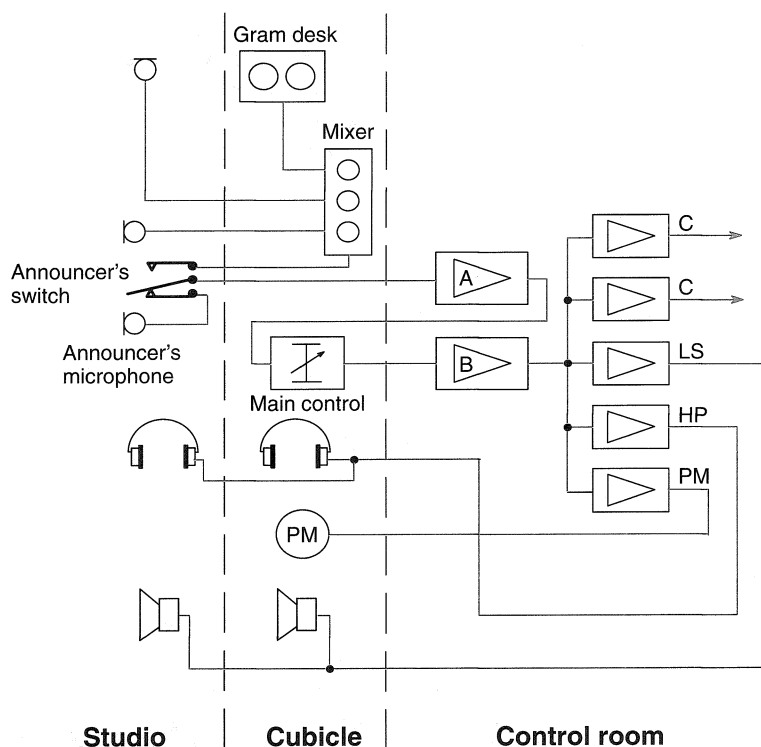 Gram desk
Mixer
C
Announcer's
switch
A
C
Announcer's
microphone
B
LS
Main control
HP
PM
PM
Studio
Cubicle
Control room